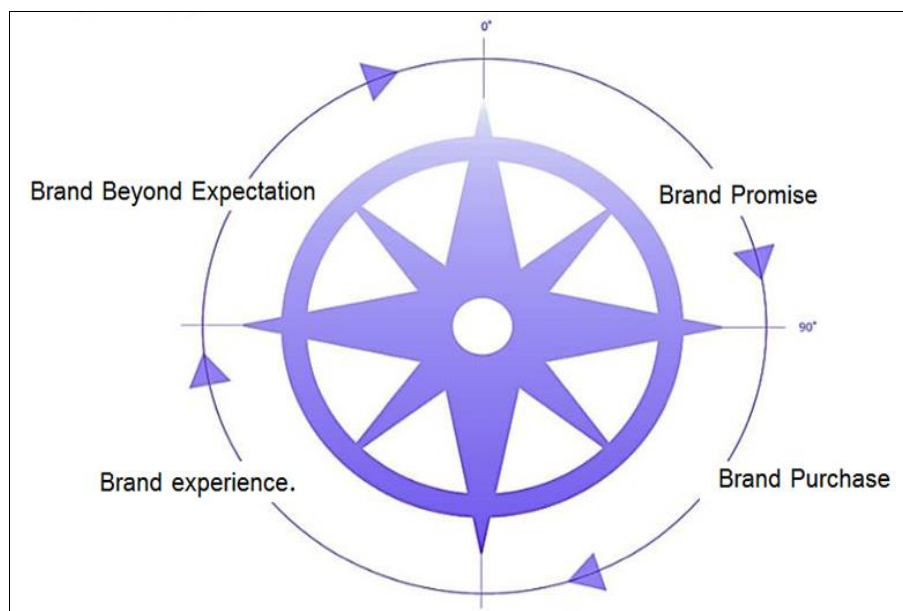 0°
Brand Beyond Expectation
Brand Promise
90°
Brand experience.
Brand Purchase